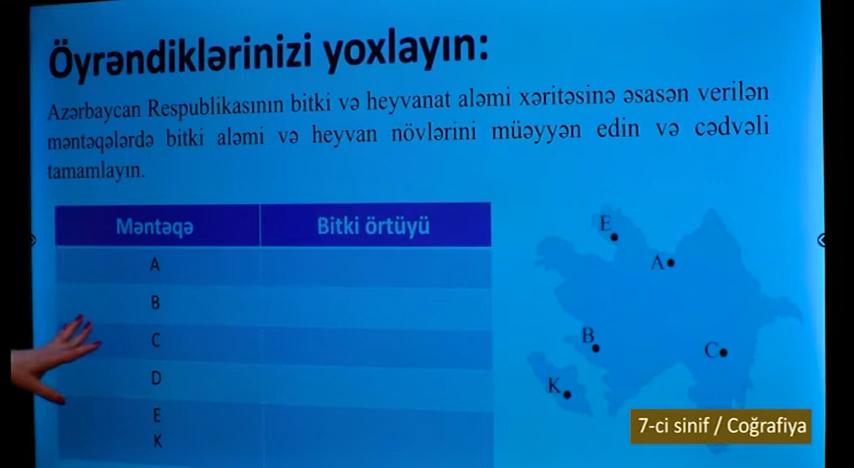 Öyrəndiklərinizi yoxlayın:
Azərbaycan Respublikasının bitki və heyvanat aləmi xəritəsinə əsasən verilən
məntəqələrdə bitki aləmi və heyvan növlərini müəyyən edin və cədvəli
tamamlayın.
Məntəqə Bitki örtüyü
A
B
C
D
E
K
E
A
B
C
K
7-ci sinif / Coğrafiya